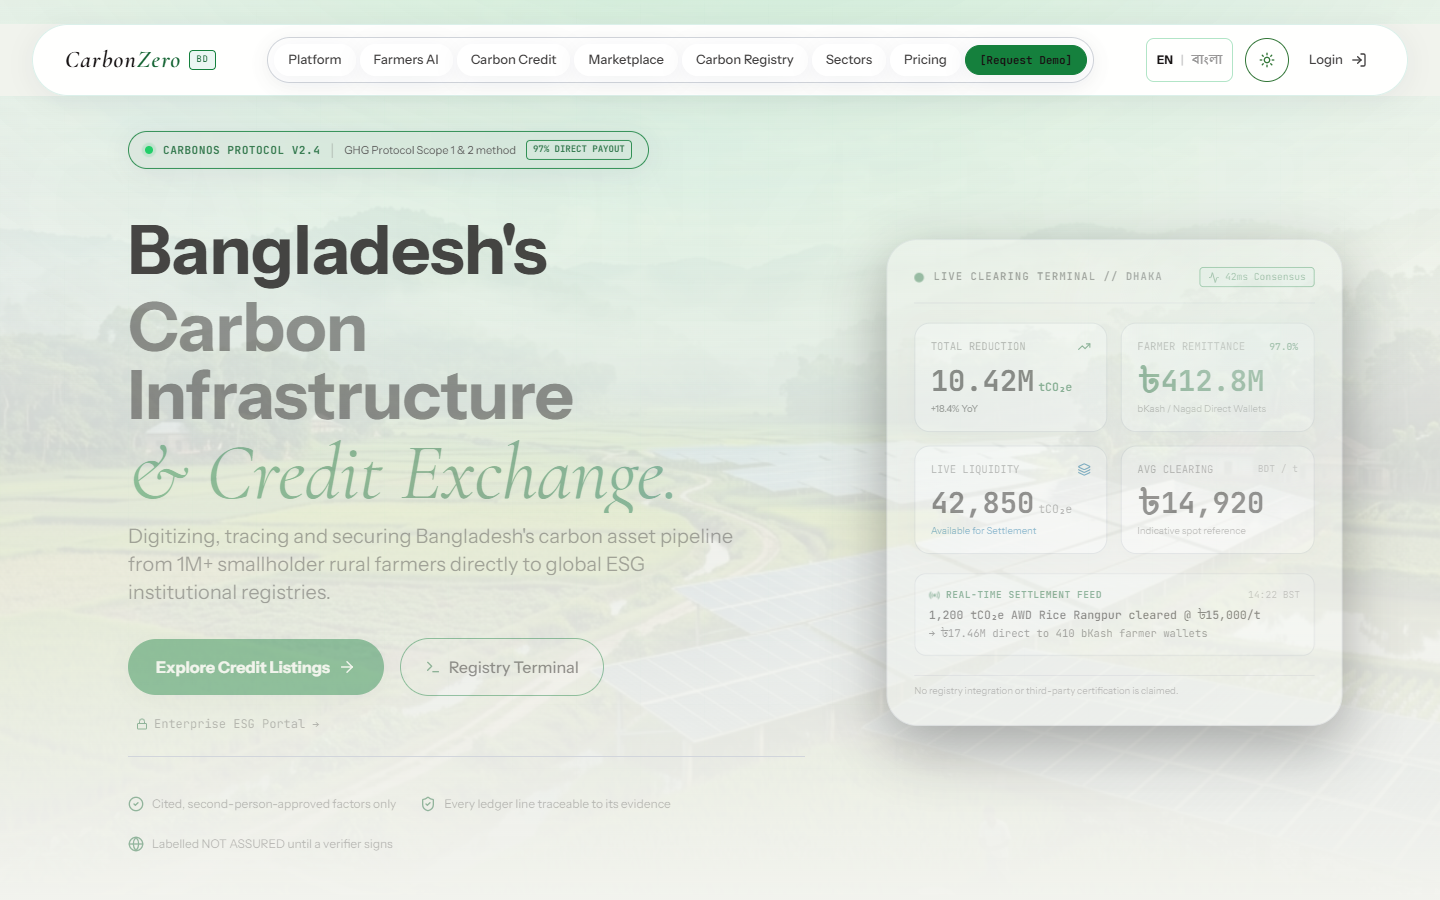 CarbonZero BD
Platform Farmers AI Carbon Credit Marketplace Carbon Registry Sectors Pricing [Request Demo]
EN | বাংলা
Login
CARBONOS PROTOCOL V2.4 | GHG Protocol Scope 1 & 2 method 97% DIRECT PAYOUT
Bangladesh's
Carbon
Infrastructure
& Credit Exchange.
Digitizing, tracing and securing Bangladesh's carbon asset pipeline
from 1M+ smallholder rural farmers directly to global ESG
institutional registries.
Explore Credit Listings →
Registry Terminal
Enterprise ESG Portal →
Cited, second-person-approved factors only
Every ledger line traceable to its evidence
Labelled NOT ASSURED until a verifier signs
LIVE CLEARING TERMINAL // DHAKA
42ms Consensus
TOTAL REDUCTION
10.42M tCO₂e
+18.4% YoY
FARMER REMITTANCE 97.0%
৳412.8M
bKash / Nagad Direct Wallets
LIVE LIQUIDITY
42,850 tCO₂e
Available for Settlement
AVG CLEARING BDT / t
৳14,920
Indicative spot reference
REAL-TIME SETTLEMENT FEED 14:22 BST
1,200 tCO₂e AWD Rice Rangpur cleared @ ৳15,000/t
→ ৳17.46M direct to 410 bKash farmer wallets
No registry integration or third-party certification is claimed.